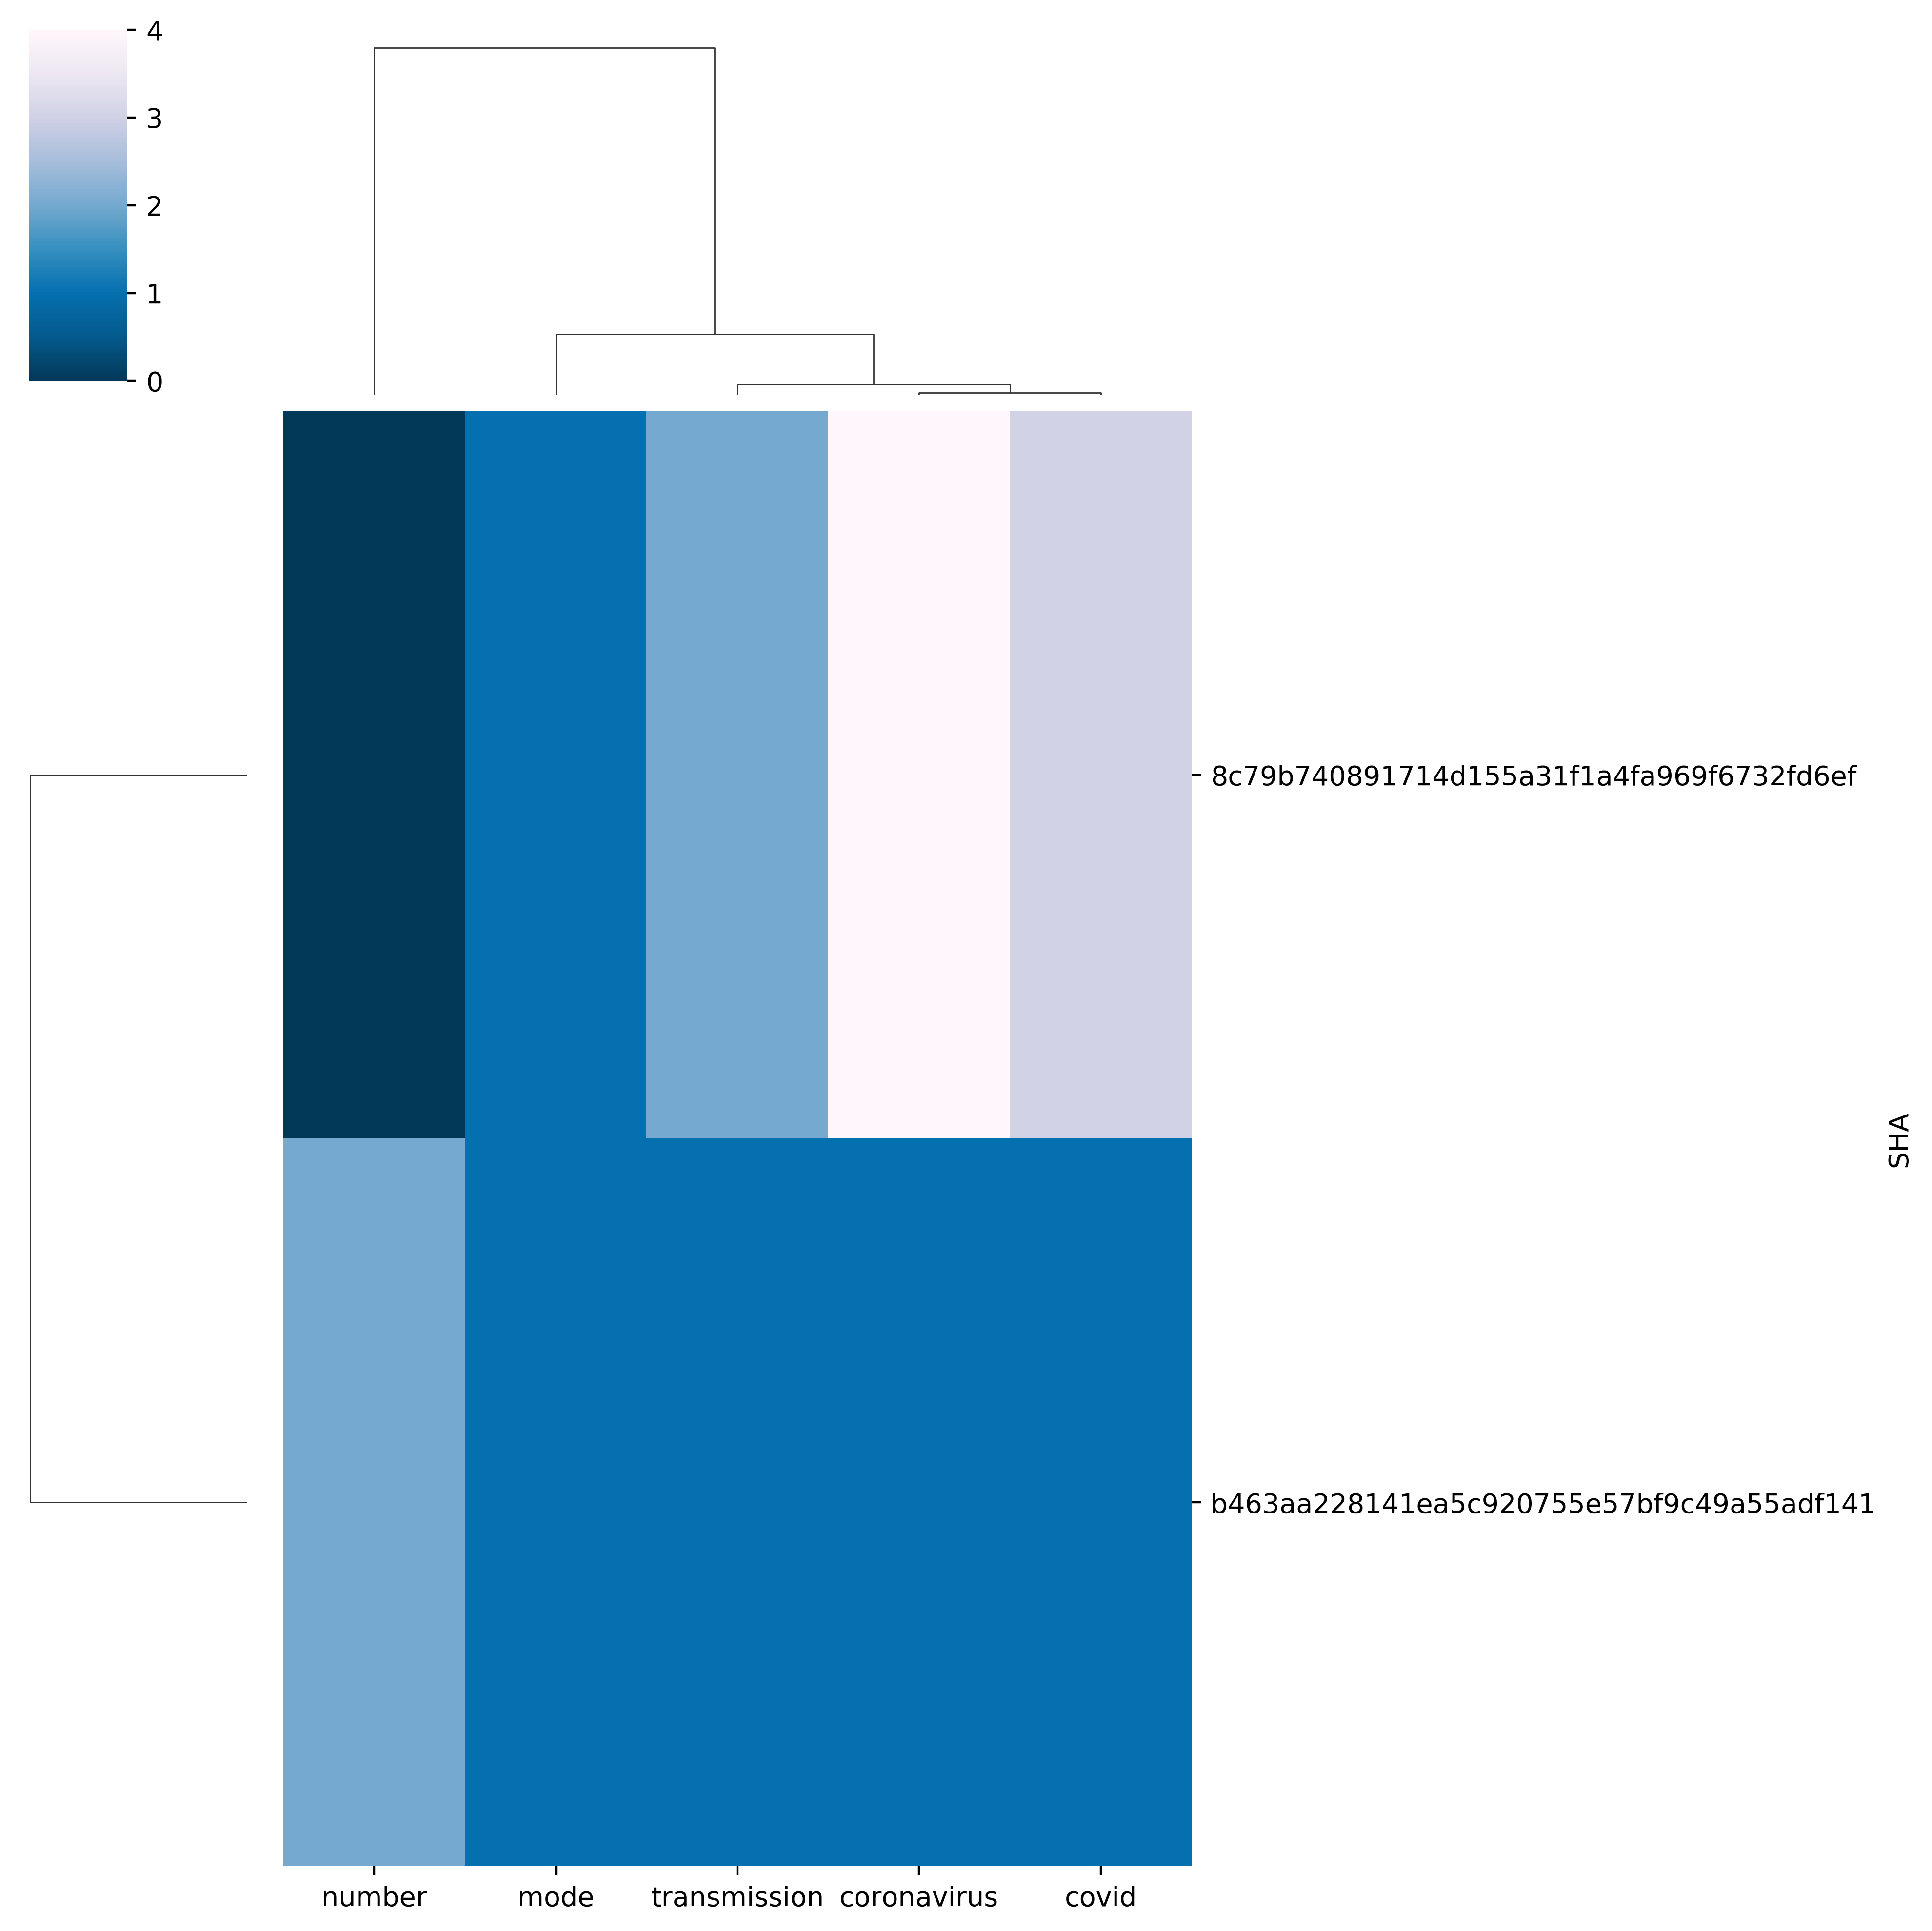 4
3
2
1
0
8c79b740891714d155a31f1a4fa969f6732fd6ef
SHA
b463aa228141ea5c920755e57bf9c49a55adf141
number mode transmission coronavirus covid